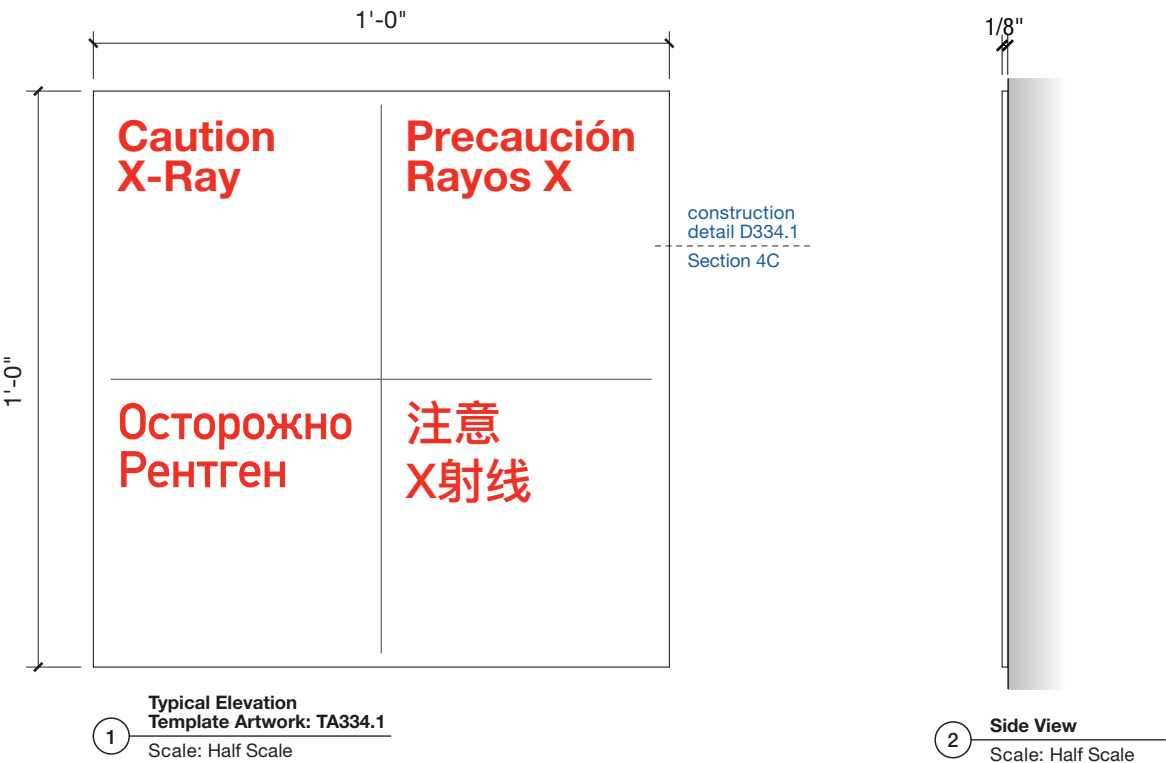 1'-0"
1/8"
Caution
X-Ray
Precaución
Rayos X
construction
detail D334.1
Section 4C
1'-0"
Осторожно
Рентген
注意
X射线
Typical Elevation
Template Artwork: TA334.1
1
Scale: Half Scale
Side View
2
Scale: Half Scale